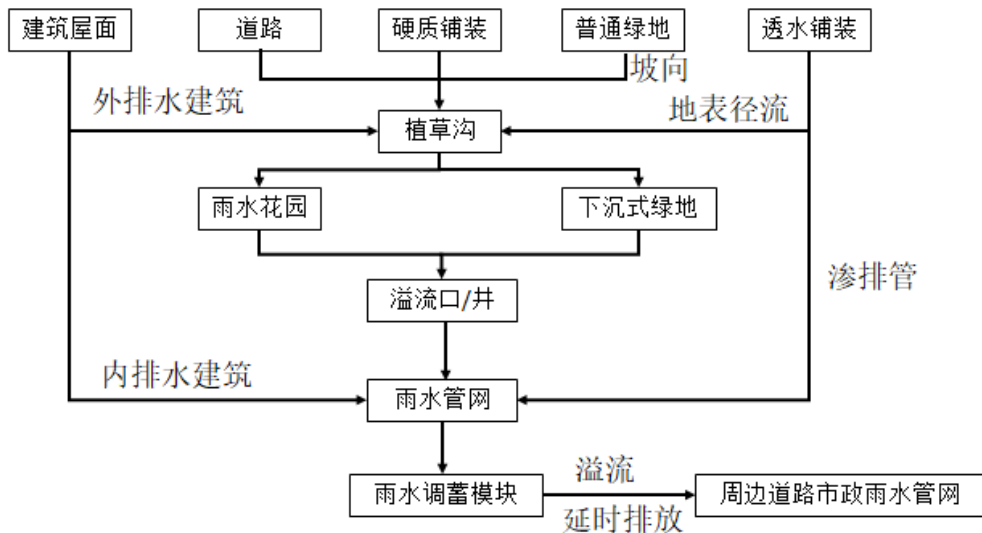 建筑屋面
道路
硬质铺装
普通绿地
透水铺装
坡向
外排水建筑
地表径流
植草沟
雨水花园
下沉式绿地
渗排管
溢流口/井
内排水建筑
雨水管网
溢流
雨水调蓄模块
周边道路市政雨水管网
延时排放